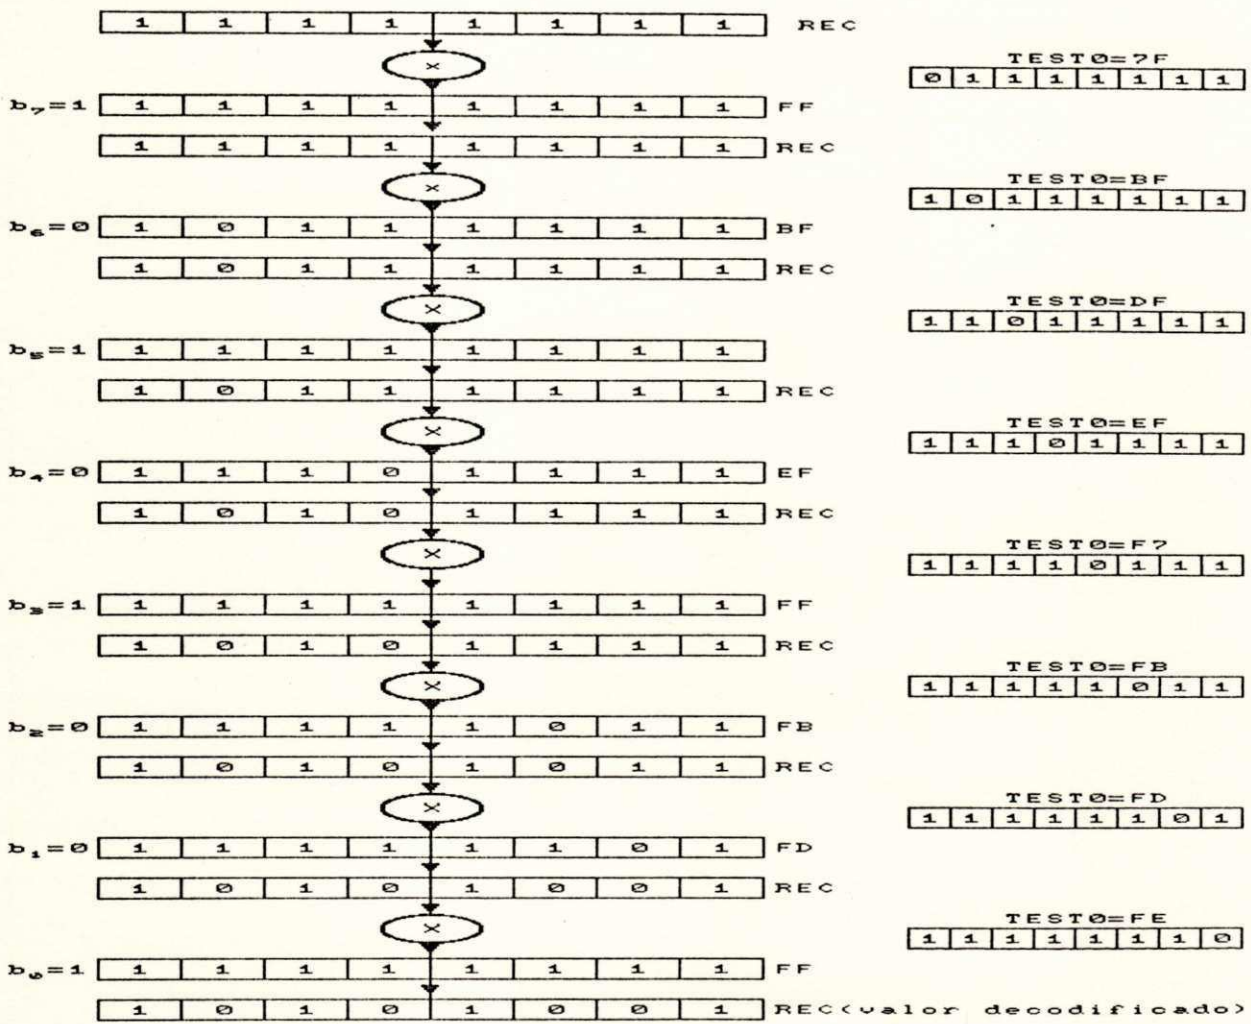 1 1 1 1 1 1 1 1 REC
×
TESTØ=7F
Ø 1 1 1 1 1 1 1
b₇=1 1 1 1 1 1 1 1 1 FF
1 1 1 1 1 1 1 1 REC
×
TESTØ=BF
1 Ø 1 1 1 1 1 1
b₆=Ø 1 Ø 1 1 1 1 1 1 BF
1 Ø 1 1 1 1 1 1 REC
×
TESTØ=DF
1 1 Ø 1 1 1 1 1
b₅=1 1 1 1 1 1 1 1 1
1 Ø 1 1 1 1 1 1 REC
×
TESTØ=EF
1 1 1 Ø 1 1 1 1
b₄=Ø 1 1 1 Ø 1 1 1 1 EF
1 Ø 1 Ø 1 1 1 1 REC
×
TESTØ=F7
1 1 1 1 Ø 1 1 1
b₃=1 1 1 1 1 1 1 1 1 FF
1 Ø 1 Ø 1 1 1 1 REC
×
TESTØ=FB
1 1 1 1 1 Ø 1 1
b₂=Ø 1 1 1 1 1 Ø 1 1 FB
1 Ø 1 Ø 1 Ø 1 1 REC
×
TESTØ=FD
1 1 1 1 1 1 Ø 1
b₁=Ø 1 1 1 1 1 1 Ø 1 FD
1 Ø 1 Ø 1 Ø Ø 1 REC
×
TESTØ=FE
1 1 1 1 1 1 1 Ø
b₀=1 1 1 1 1 1 1 1 1 FF
1 Ø 1 Ø 1 Ø Ø 1 REC(valor decodificado)